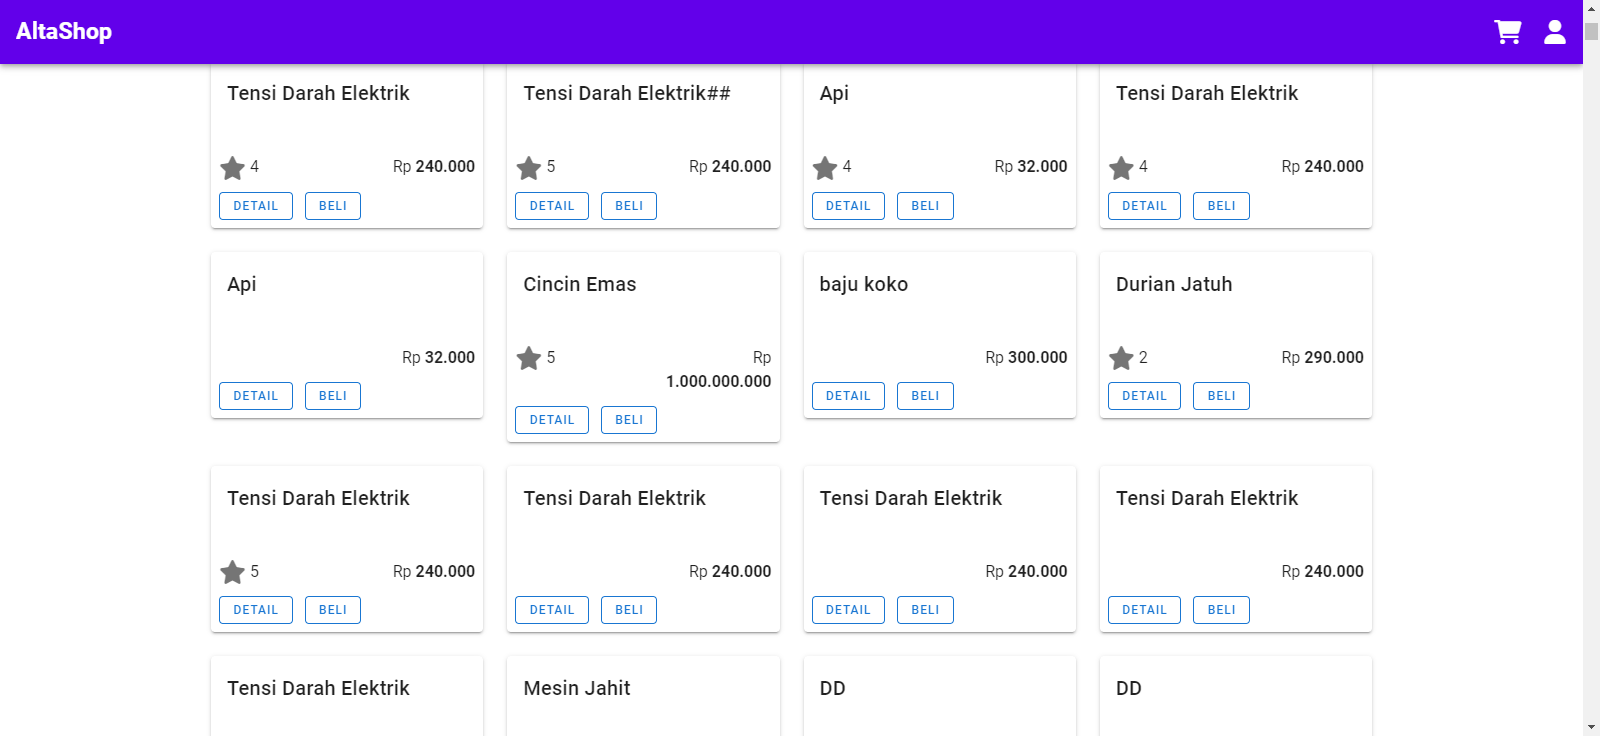 AltaShop
Tensi Darah Elektrik
4
Rp 240.000
DETAIL
BELI
Tensi Darah Elektrik##
5
Rp 240.000
DETAIL
BELI
Api
4
Rp 32.000
DETAIL
BELI
Tensi Darah Elektrik
4
Rp 240.000
DETAIL
BELI
Api
Rp 32.000
DETAIL
BELI
Cincin Emas
5
Rp
1.000.000.000
DETAIL
BELI
baju koko
Rp 300.000
DETAIL
BELI
Durian Jatuh
2
Rp 290.000
DETAIL
BELI
Tensi Darah Elektrik
5
Rp 240.000
DETAIL
BELI
Tensi Darah Elektrik
Rp 240.000
DETAIL
BELI
Tensi Darah Elektrik
Rp 240.000
DETAIL
BELI
Tensi Darah Elektrik
Rp 240.000
DETAIL
BELI
Tensi Darah Elektrik
Mesin Jahit
DD
DD